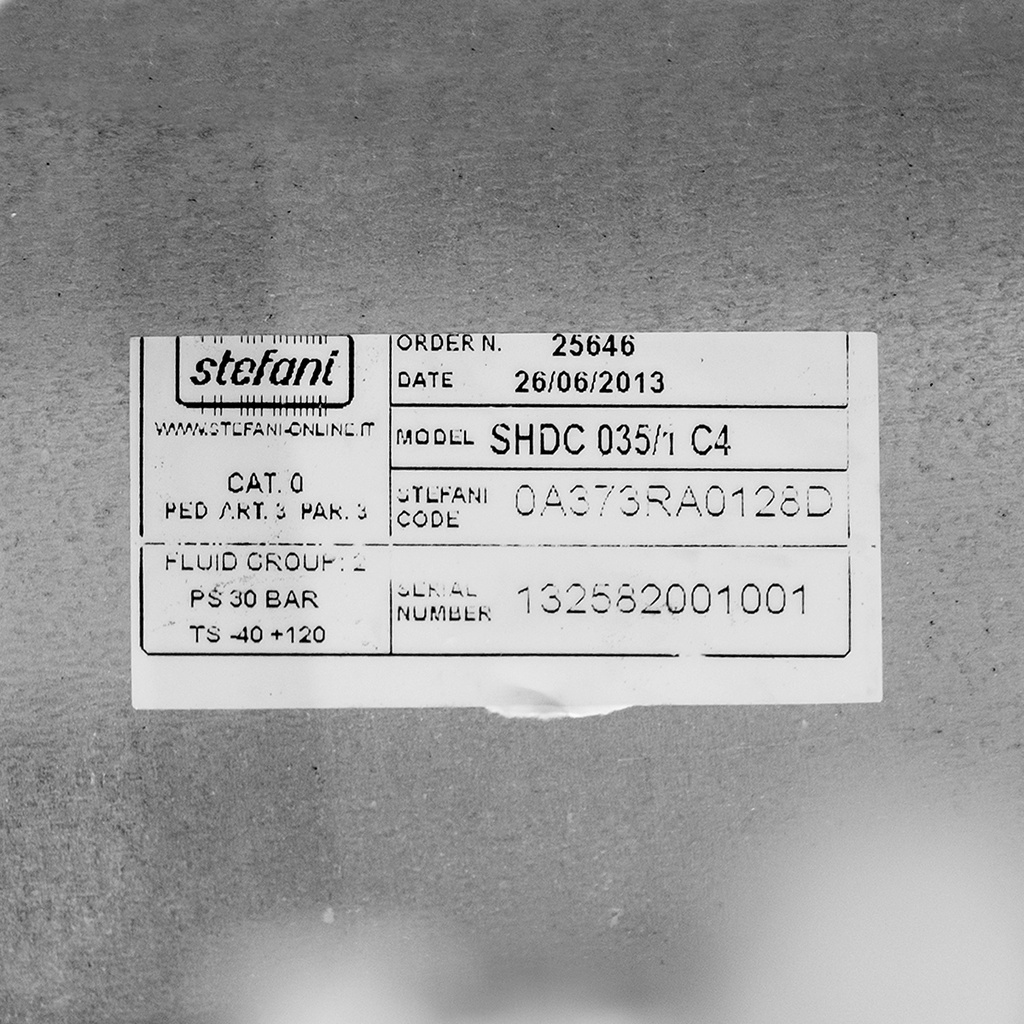 stefani
WWW.STEFANI-ONLINE.IT
CAT. 0
PED ART. 3 PAR. 3
FLUID GROUP: 2
PS 30 BAR
TS -40 +120
ORDER N. 25646
DATE 26/06/2013
MODEL SHDC 035/1 C4
STEFANI
CODE 0A373RA0128D
SERIAL
NUMBER 132582001001